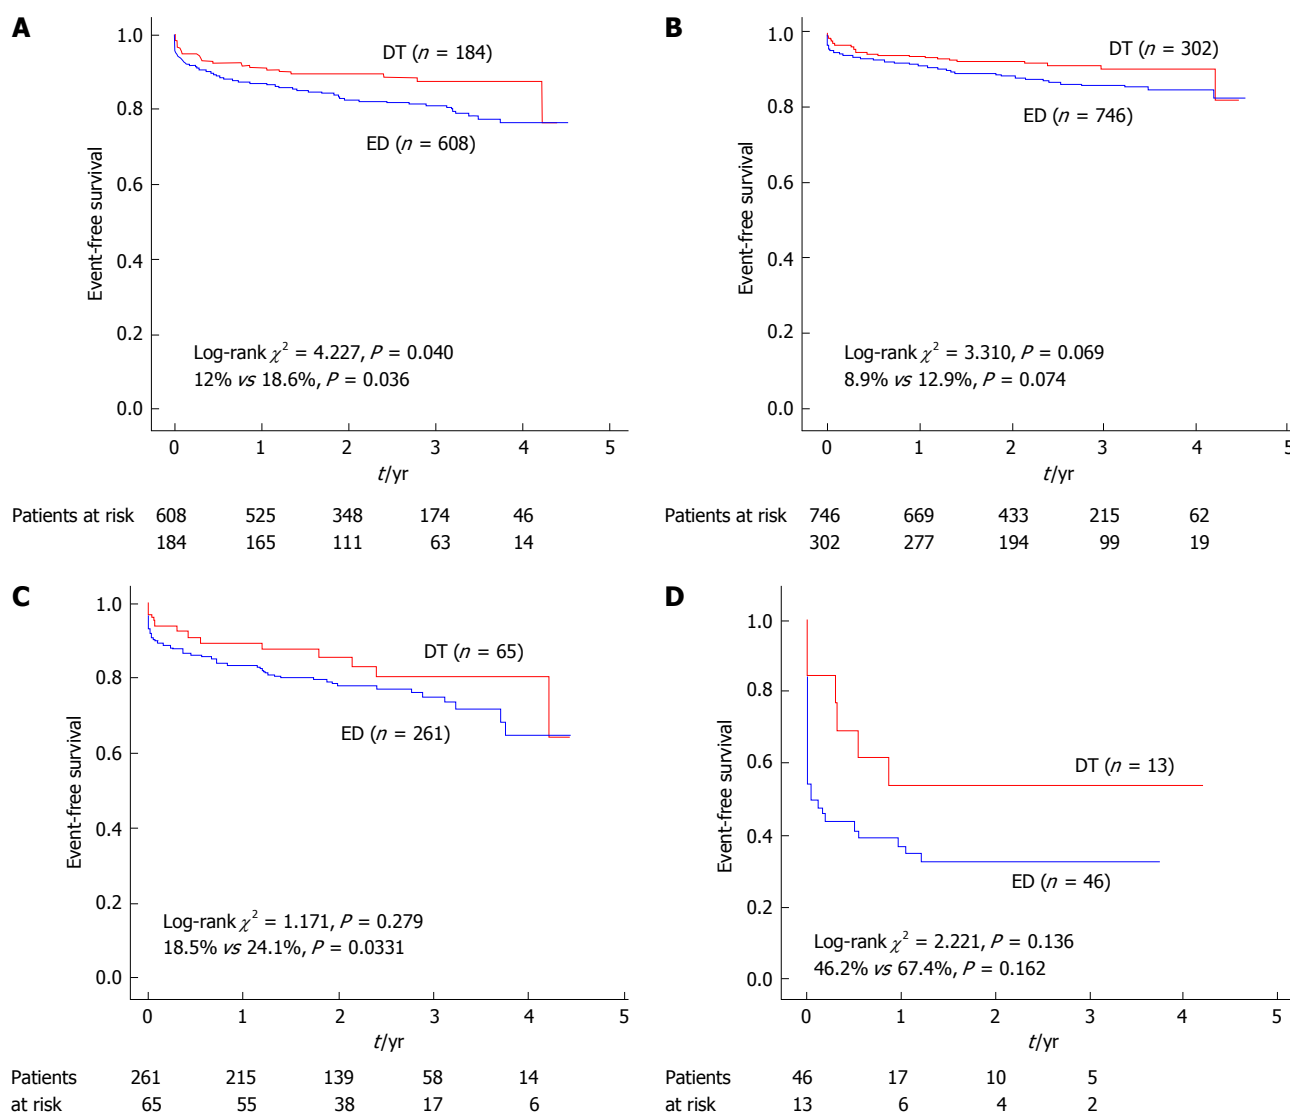 A
Event-free survival
1.0
0.8
0.6
0.4
0.2
0.0
DT (n = 184)
ED (n = 608)
Log-rank χ² = 4.227, P = 0.040
12% vs 18.6%, P = 0.036
0 1 2 3 4 5
t/yr
Patients at risk 608 525 348 174 46
184 165 111 63 14
B
Event-free survival
1.0
0.8
0.6
0.4
0.2
0.0
DT (n = 302)
ED (n = 746)
Log-rank χ² = 3.310, P = 0.069
8.9% vs 12.9%, P = 0.074
0 1 2 3 4 5
t/yr
Patients at risk 746 669 433 215 62
302 277 194 99 19
C
Event-free survival
1.0
0.8
0.6
0.4
0.2
0.0
DT (n = 65)
ED (n = 261)
Log-rank χ² = 1.171, P = 0.279
18.5% vs 24.1%, P = 0.0331
0 1 2 3 4 5
t/yr
Patients 261 215 139 58 14
at risk 65 55 38 17 6
D
Event-free survival
1.0
0.8
0.6
0.4
0.2
0.0
DT (n = 13)
ED (n = 46)
Log-rank χ² = 2.221, P = 0.136
46.2% vs 67.4%, P = 0.162
0 1 2 3 4 5
t/yr
Patients 46 17 10 5
at risk 13 6 4 2